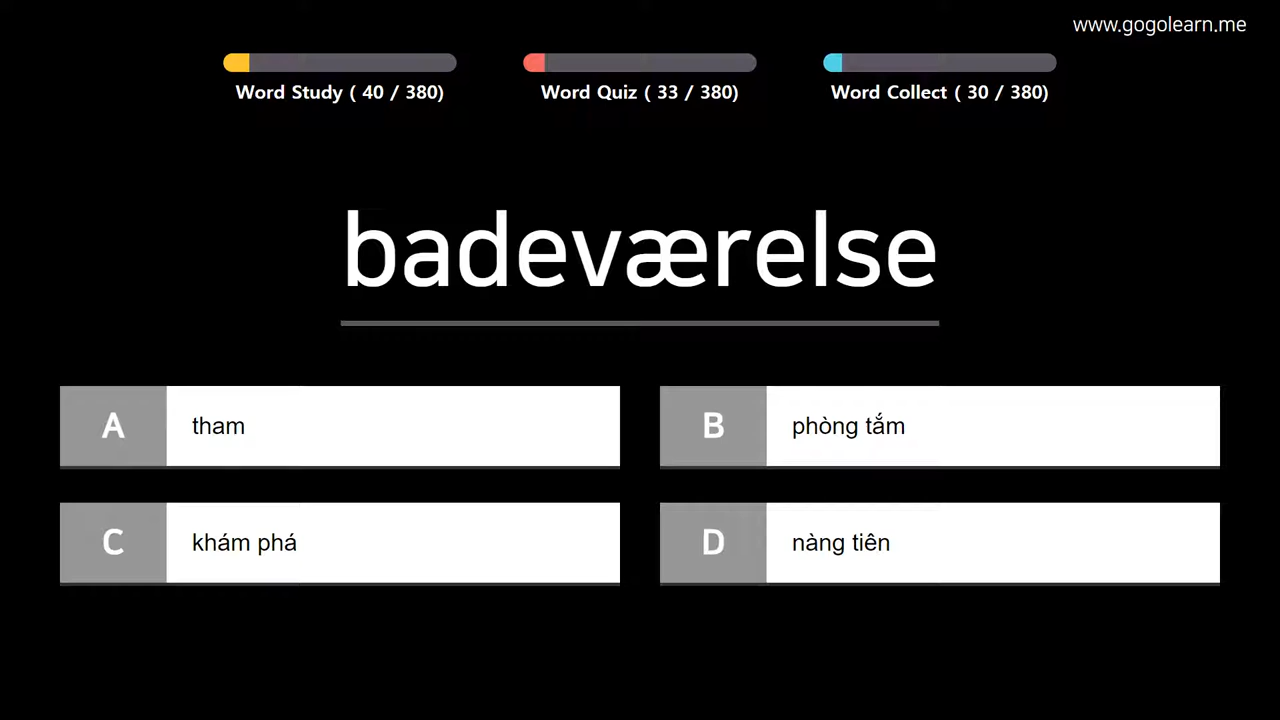 www.gogolearn.me
Word Study ( 40 / 380)
Word Quiz ( 33 / 380)
Word Collect ( 30 / 380)
badeværelse
A tham
B phòng tắm
C khám phá
D nàng tiên